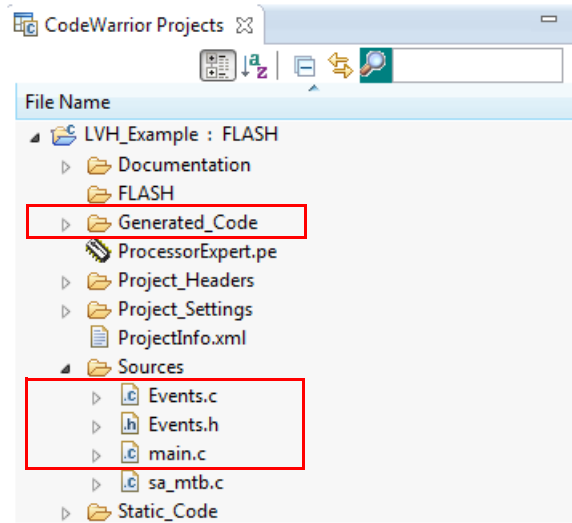 CodeWarrior Projects
File Name
LVH_Example : FLASH
Documentation
FLASH
Generated_Code
ProcessorExpert.pe
Project_Headers
Project_Settings
ProjectInfo.xml
Sources
Events.c
Events.h
main.c
sa_mtb.c
Static_Code